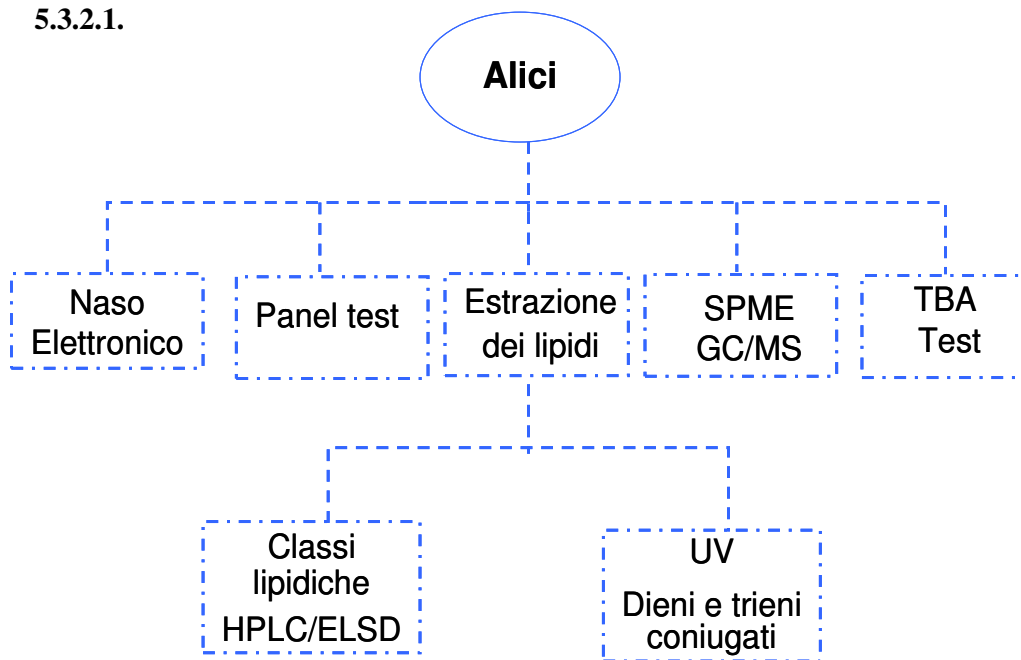 5.3.2.1.
Alici
Naso
Elettronico
Panel test
Estrazione
dei lipidi
SPME
GC/MS
TBA
Test
Classi
lipidiche
HPLC/ELSD
UV
Dieni e trieni
coniugati